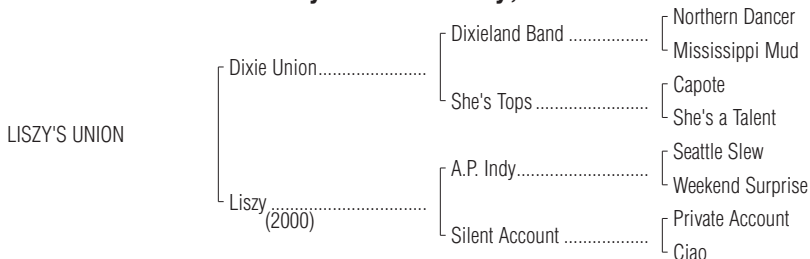 Northern Dancer
Dixieland Band ..................
Mississippi Mud
Dixie Union........................
Capote
She's Tops .........................
She's a Talent
LISZY'S UNION
Seattle Slew
A.P. Indy.............................
Weekend Surprise
Liszy ..................................
(2000)
Private Account
Silent Account ...................
Ciao